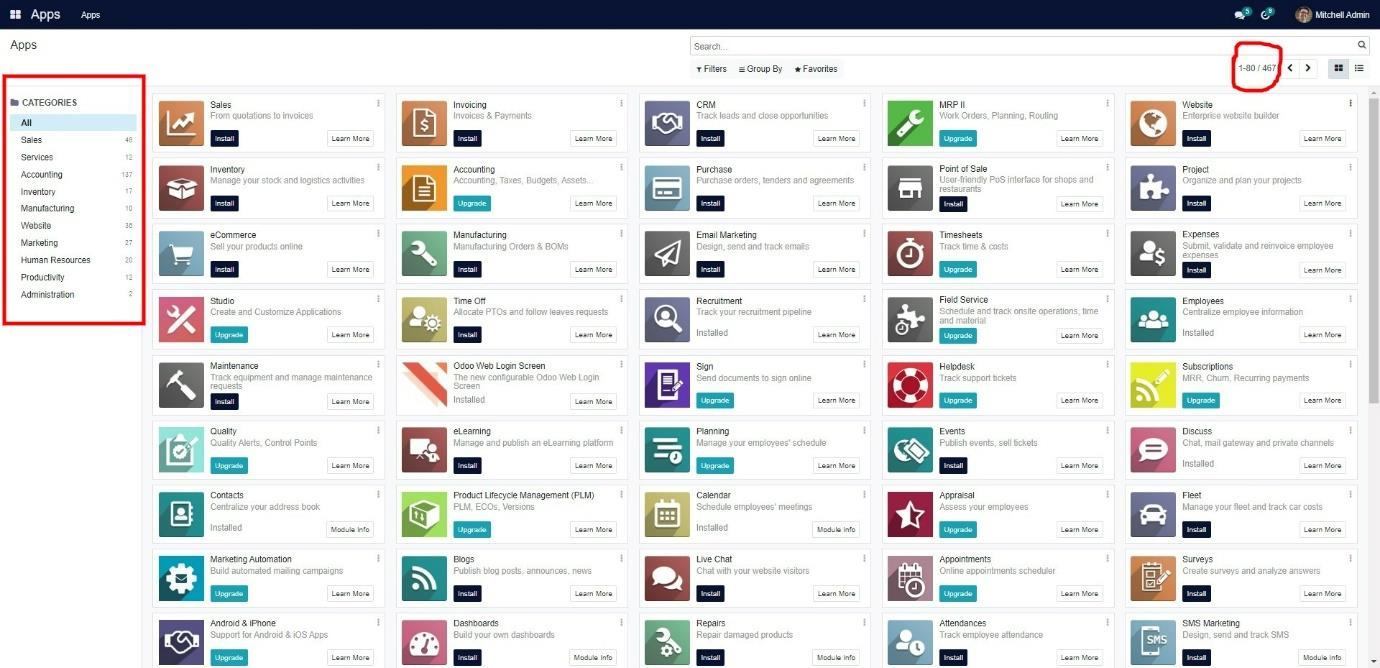 Apps Apps 5 8 Mitchell Admin
Apps
Search...
Filters Group By Favorites 1-80 / 467
CATEGORIES
All
Sales 46
Services 12
Accounting 137
Inventory 17
Manufacturing 10
Website 36
Marketing 27
Human Resources 20
Productivity 12
Administration 2
Sales
From quotations to invoices
Install Learn More
Invoicing
Invoices & Payments
Install Learn More
CRM
Track leads and close opportunities
Install Learn More
MRP II
Work Orders, Planning, Routing
Upgrade Learn More
Website
Enterprise website builder
Install Learn More
Inventory
Manage your stock and logistics activities
Install Learn More
Accounting
Accounting, Taxes, Budgets, Assets...
Upgrade Learn More
Purchase
Purchase orders, tenders and agreements
Install Learn More
Point of Sale
User-friendly PoS interface for shops and
restaurants
Install Learn More
Project
Organize and plan your projects
Install Learn More
eCommerce
Sell your products online
Install Learn More
Manufacturing
Manufacturing Orders & BOMs
Install Learn More
Email Marketing
Design, send and track emails
Install Learn More
Timesheets
Track time & costs
Upgrade Learn More
Expenses
Submit, validate and reinvoice employee
expenses
Install Learn More
Studio
Create and Customize Applications
Upgrade Learn More
Time Off
Allocate PTOs and follow leaves requests
Install Learn More
Recruitment
Track your recruitment pipeline
Installed Learn More
Field Service
Schedule and track onsite operations, time
and material
Upgrade Learn More
Employees
Centralize employee information
Installed Learn More
Maintenance
Track equipment and manage maintenance
requests
Install Learn More
Odoo Web Login Screen
The new configurable Odoo Web Login
Screen
Installed Learn More
Sign
Send documents to sign online
Upgrade Learn More
Helpdesk
Track support tickets
Upgrade Learn More
Subscriptions
MRR, Churn, Recurring payments
Upgrade Learn More
Quality
Quality Alerts, Control Points
Upgrade Learn More
eLearning
Manage and publish an eLearning platform
Install Learn More
Planning
Manage your employees' schedule
Upgrade Learn More
Events
Publish events, sell tickets
Install Learn More
Discuss
Chat, mail gateway and private channels
Installed Learn More
Contacts
Centralize your address book
Installed Module Info
Product Lifecycle Management (PLM)
PLM, ECOs, Versions
Upgrade Learn More
Calendar
Schedule employees' meetings
Installed Module Info
Appraisal
Assess your employees
Upgrade Learn More
Fleet
Manage your fleet and track car costs
Install Learn More
Marketing Automation
Build automated mailing campaigns
Upgrade Learn More
Blogs
Publish blog posts, announces, news
Install Learn More
Live Chat
Chat with your website visitors
Install Learn More
Appointments
Online appointments scheduler
Upgrade Learn More
Surveys
Create surveys and analyze answers
Install Learn More
Android & iPhone
Support for Android & iOS Apps
Upgrade Learn More
Dashboards
Build your own dashboards
Install Module Info
Repairs
Repair damaged products
Install Module Info
Attendances
Track employee attendance
Install Learn More
SMS Marketing
Design, send and track SMS
SMS
Install Module Info